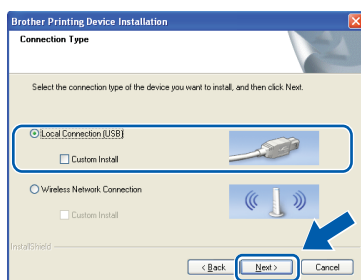 Brother Printing Device Installation
Connection Type
Select the connection type of the device you want to install, and then click Next.
Local Connection (USB)
Custom Install
Wireless Network Connection
Custom Install
InstallShield
< Back
Next >
Cancel